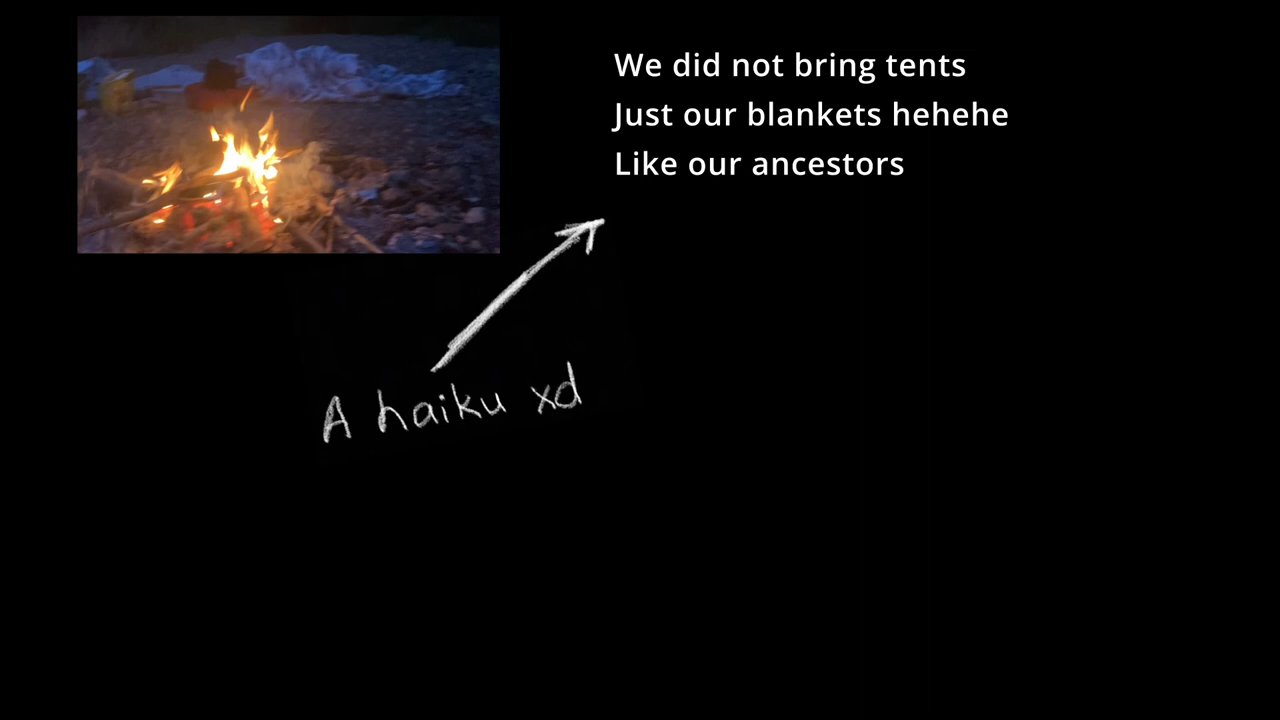 We did not bring tents
Just our blankets hehehe
Like our ancestors
A haiku xd